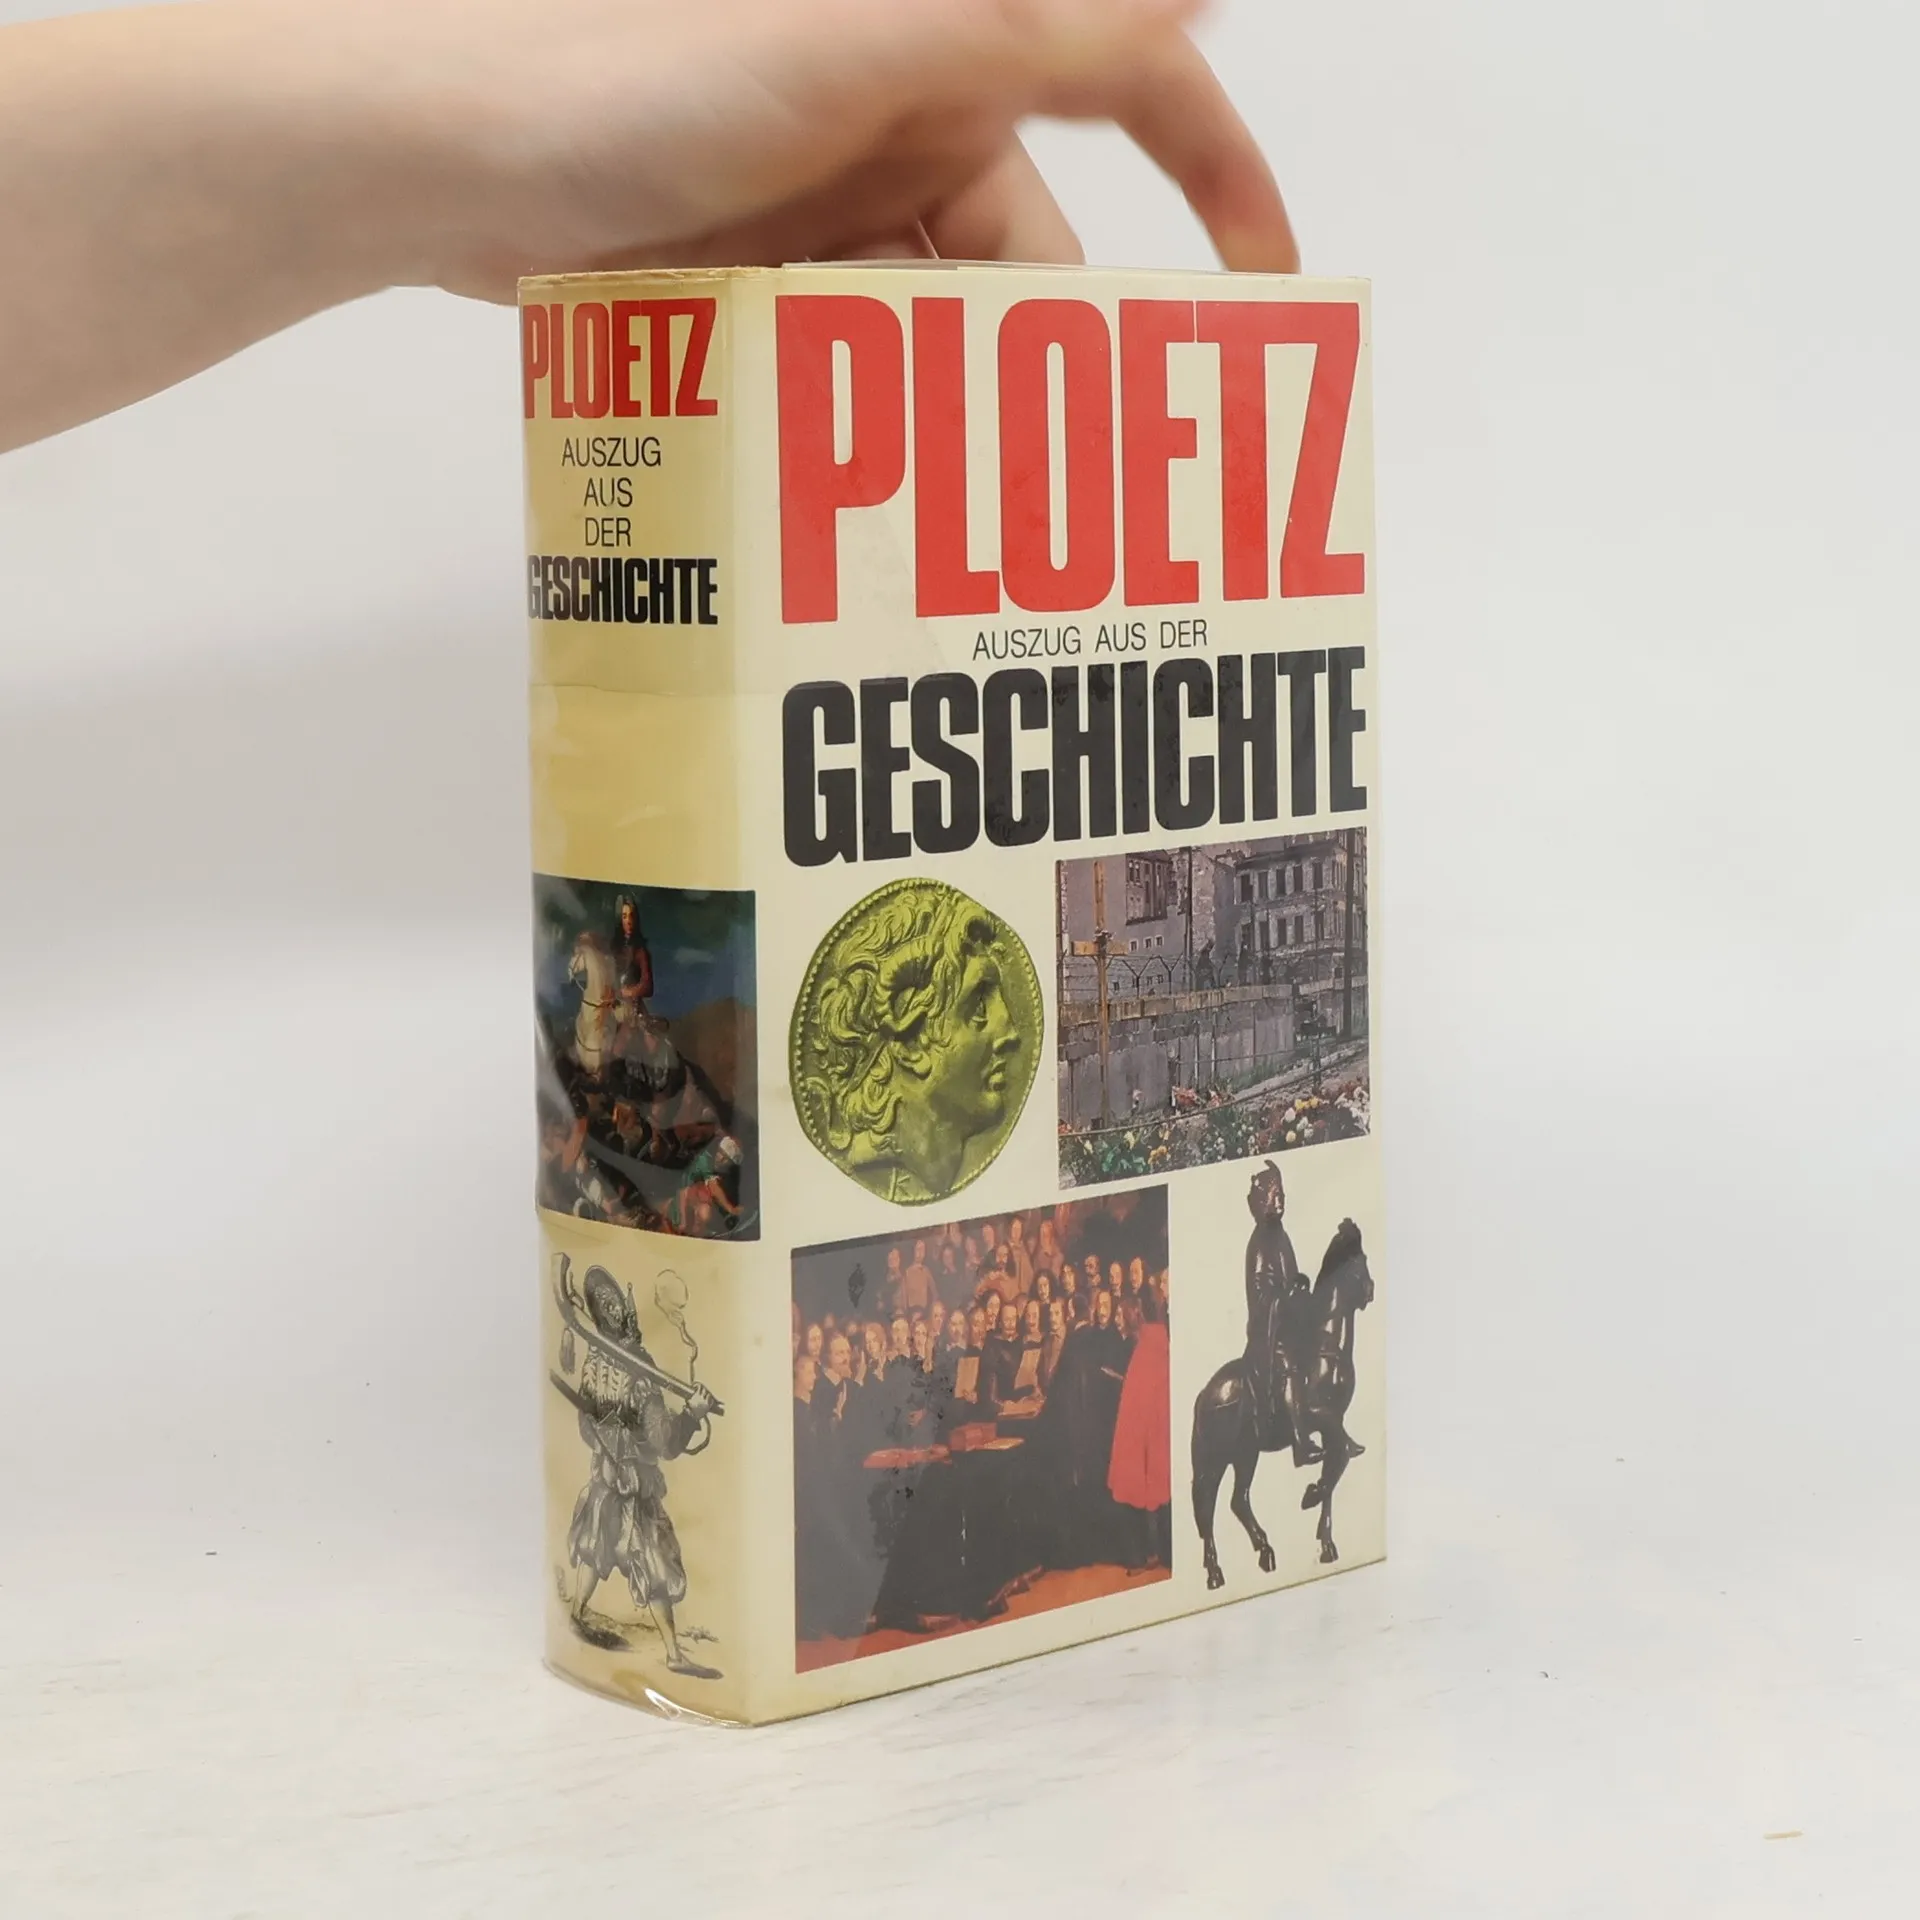 PLOETZ
AUSZUG
AUS
DER
GESCHICHTE
PLOETZ
AUSZUG AUS DER
GESCHICHTE